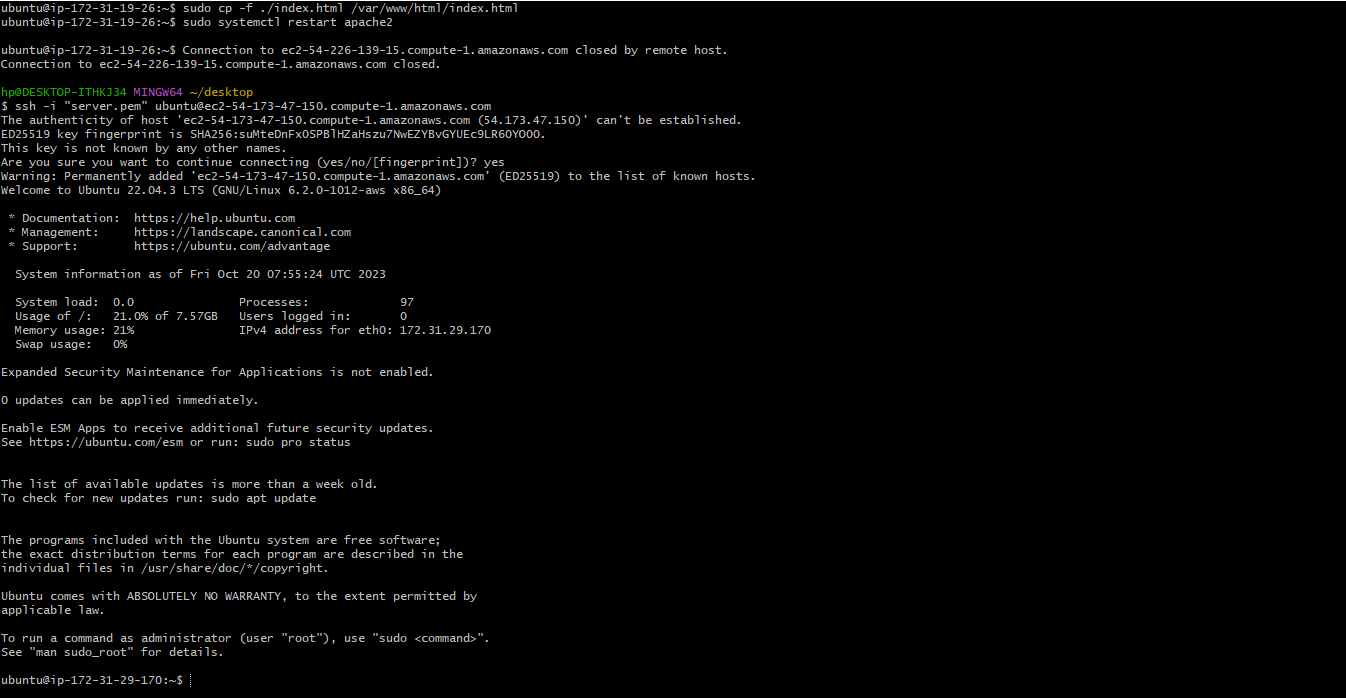 ubuntu@ip-172-31-19-26:~$ sudo cp -f ./index.html /var/www/html/index.html
ubuntu@ip-172-31-19-26:~$ sudo systemctl restart apache2
ubuntu@ip-172-31-19-26:~$ Connection to ec2-54-226-139-15.compute-1.amazonaws.com closed by remote host.
Connection to ec2-54-226-139-15.compute-1.amazonaws.com closed.
hp@DESKTOP-ITHKJ34 MINGW64 ~/desktop
$ ssh -i "server.pem" ubuntu@ec2-54-173-47-150.compute-1.amazonaws.com
The authenticity of host 'ec2-54-173-47-150.compute-1.amazonaws.com (54.173.47.150)' can't be established.
ED25519 key fingerprint is SHA256:suMteDnFxOSPBlHZaHszu7NwEZYBvGYUEc9LR60YOO0.
This key is not known by any other names.
Are you sure you want to continue connecting (yes/no/[fingerprint])? yes
Warning: Permanently added 'ec2-54-173-47-150.compute-1.amazonaws.com' (ED25519) to the list of known hosts.
Welcome to Ubuntu 22.04.3 LTS (GNU/Linux 6.2.0-1012-aws x86_64)
* Documentation:  https://help.ubuntu.com
* Management:     https://landscape.canonical.com
* Support:        https://ubuntu.com/advantage
System information as of Fri Oct 20 07:55:24 UTC 2023
System load:  0.0               Processes:             97
Usage of /:   21.0% of 7.57GB   Users logged in:       0
Memory usage: 21%               IPv4 address for eth0: 172.31.29.170
Swap usage:   0%
Expanded Security Maintenance for Applications is not enabled.
0 updates can be applied immediately.
Enable ESM Apps to receive additional future security updates.
See https://ubuntu.com/esm or run: sudo pro status
The list of available updates is more than a week old.
To check for new updates run: sudo apt update
The programs included with the Ubuntu system are free software;
the exact distribution terms for each program are described in the
individual files in /usr/share/doc/*/copyright.
Ubuntu comes with ABSOLUTELY NO WARRANTY, to the extent permitted by
applicable law.
To run a command as administrator (user "root"), use "sudo <command>".
See "man sudo_root" for details.
ubuntu@ip-172-31-29-170:~$